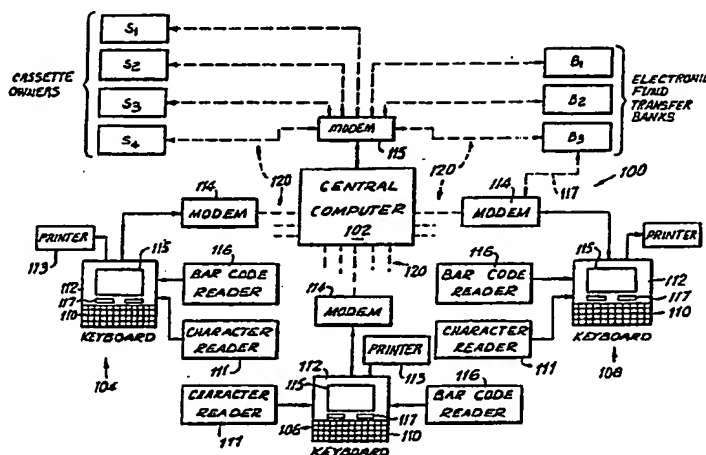 CASSETTE
OWNERS
S1
S2
S3
S4
B1
B2
B3
ELECTRONIC
FUND
TRANSFER
BANKS
MODEM
115
120
120
117
100
CENTRAL
COMPUTER
102
120
114
MODEM
114
MODEM
PRINTER
113
115
112
117
110
KEYBOARD
104
116
BAR CODE
READER
CHARACTER
READER
111
114
MODEM
PRINTER
113
112
115
117
106
110
KEYBOARD
CHARACTER
READER
111
116
BAR CODE
READER
PRINTER
115
112
117
110
KEYBOARD
108
116
BAR CODE
READER
CHARACTER
READER
111